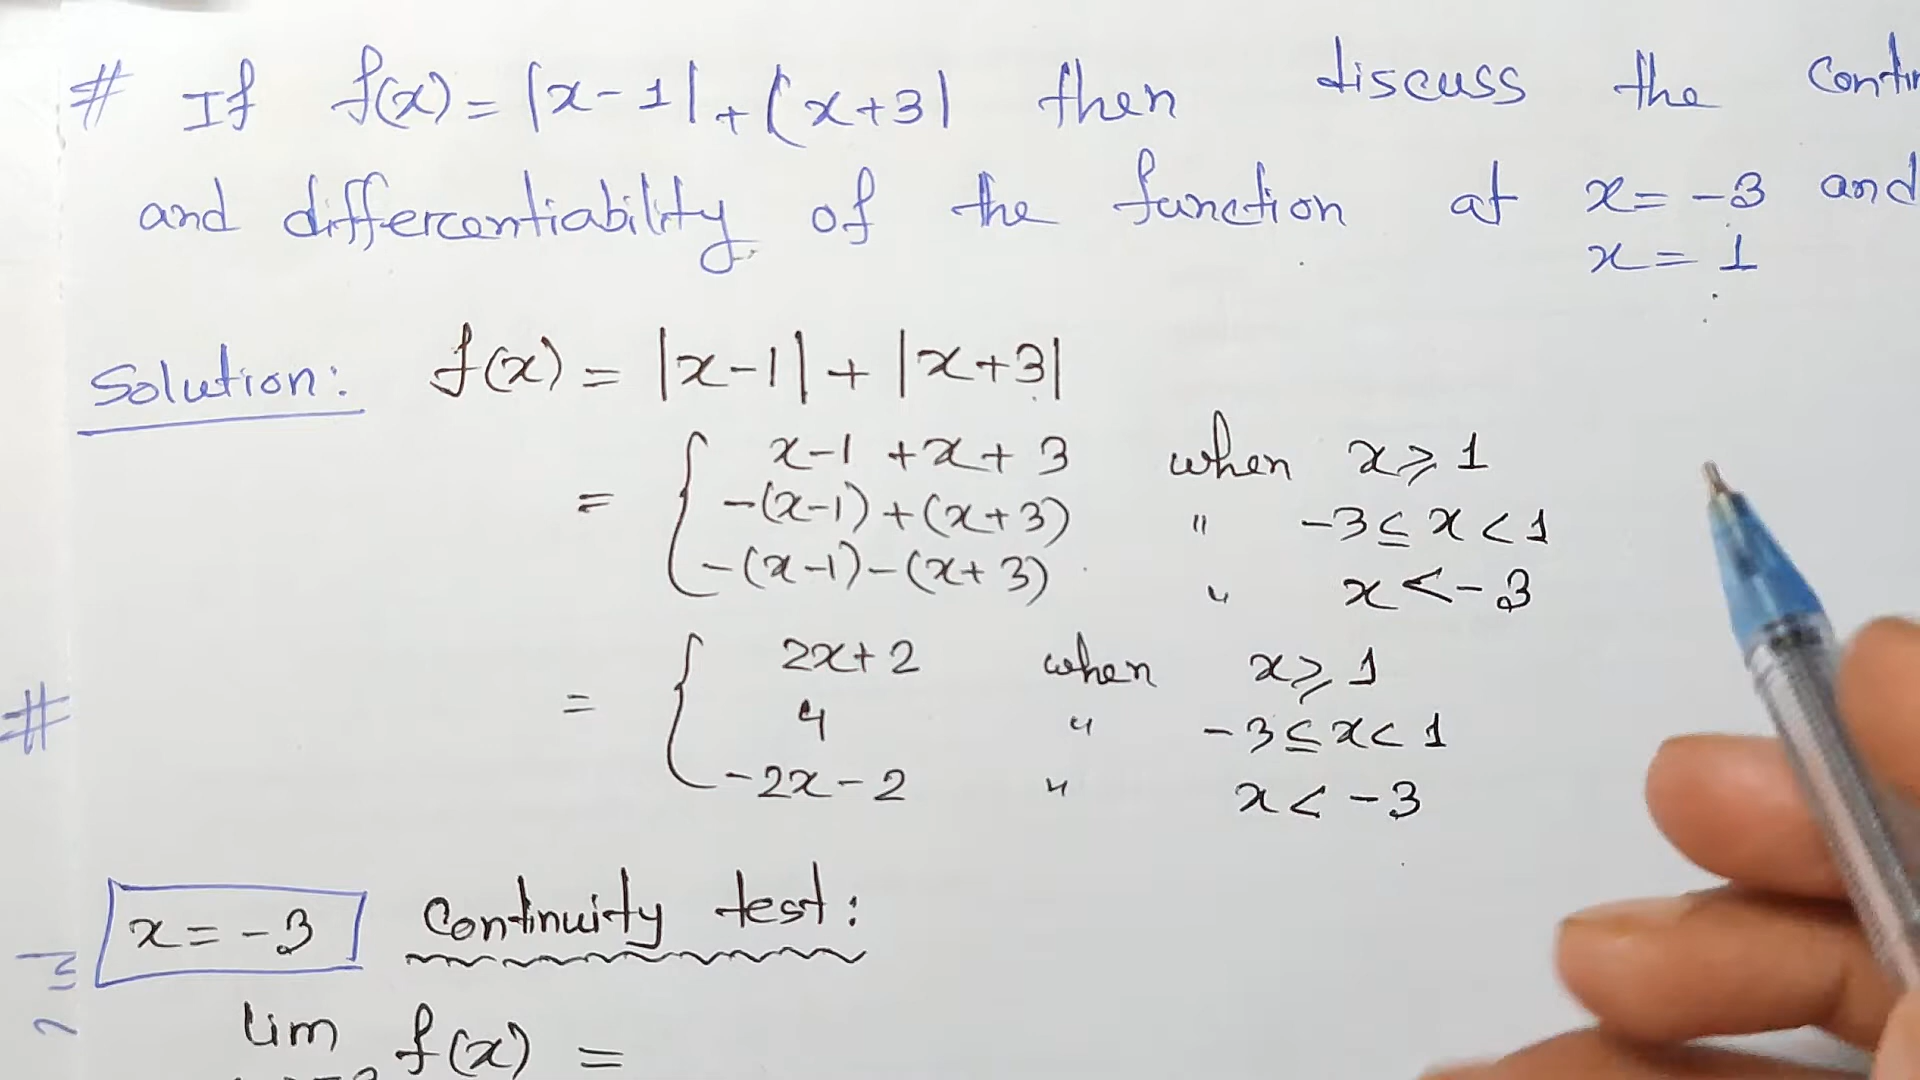 # If f(x) = |x-1| + (x+3| then discuss the
and differentiability of the function at x = -3 and
x = 1
Solution: f(x) = |x-1| + |x+3|
= { x-1 +x+ 3 when x ⩾ 1
-(x-1)+(x+3) " -3 ≤ x < 1
-(x-1)-(x+3) " x < -3
= { 2x+2 when x ⩾ 1
4 " -3 ≤ x < 1
-2x-2 " x < -3
#
x = -3 Continuity test:
lim f(x) =